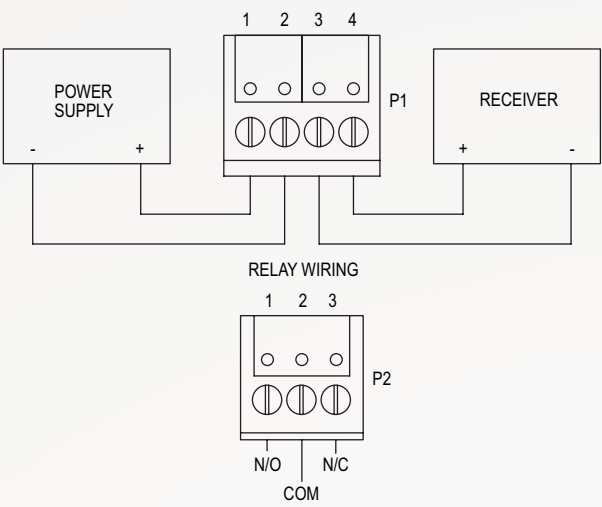 1 2 3 4
POWER
SUPPLY
- +
P1
RECEIVER
+ -
RELAY WIRING
1 2 3
P2
N/O N/C
COM